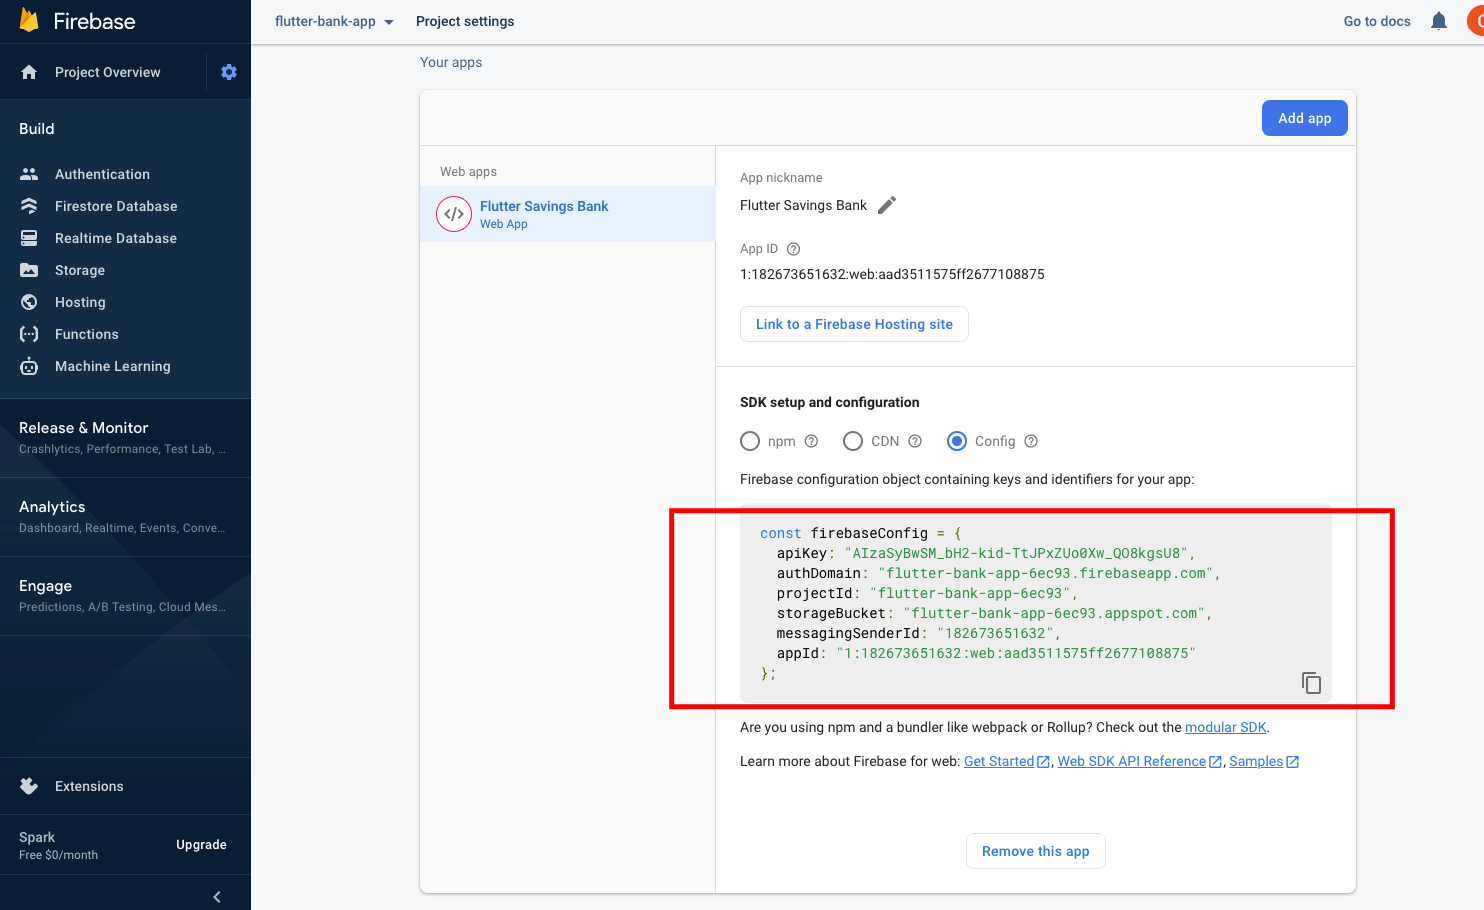 Firebase
flutter-bank-app
Project settings
Go to docs
Project Overview
Your apps
Build
Authentication
Firestore Database
Realtime Database
Storage
Hosting
Functions
Machine Learning
Release & Monitor
Crashlytics, Performance, Test Lab, ...
Analytics
Dashboard, Realtime, Events, Conve...
Engage
Predictions, A/B Testing, Cloud Mes...
Extensions
Spark
Free $0/month
Upgrade
Add app
Web apps
</>
Flutter Savings Bank
Web App
App nickname
Flutter Savings Bank
App ID
1:182673651632:web:aad3511575ff2677108875
Link to a Firebase Hosting site
SDK setup and configuration
npm
CDN
Config
Firebase configuration object containing keys and identifiers for your app:
const firebaseConfig = {
apiKey: "AIzaSyBwSM_bH2-kid-TtJPxZUo0Xw_QO8kgsU8",
authDomain: "flutter-bank-app-6ec93.firebaseapp.com",
projectId: "flutter-bank-app-6ec93",
storageBucket: "flutter-bank-app-6ec93.appspot.com",
messagingSenderId: "182673651632",
appId: "1:182673651632:web:aad3511575ff2677108875"
};
Are you using npm and a bundler like webpack or Rollup? Check out the modular SDK.
Learn more about Firebase for web: Get Started, Web SDK API Reference, Samples
Remove this app